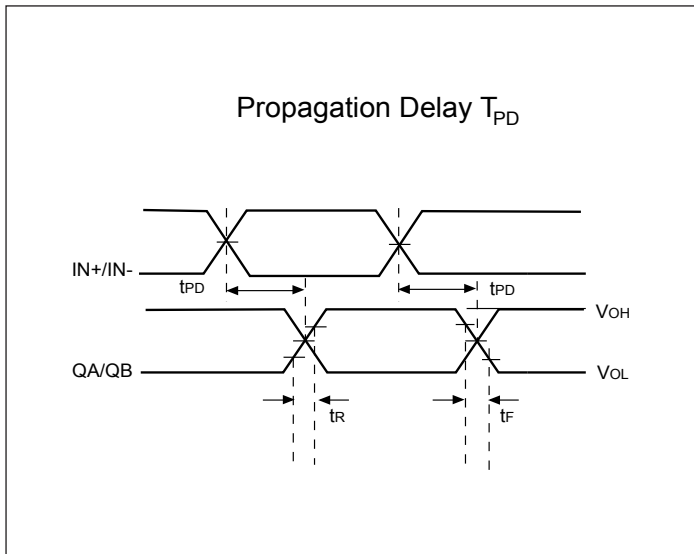 Propagation Delay TPD
IN+/IN-
tPD
tPD
VOH
QA/QB
VOL
tR
tF